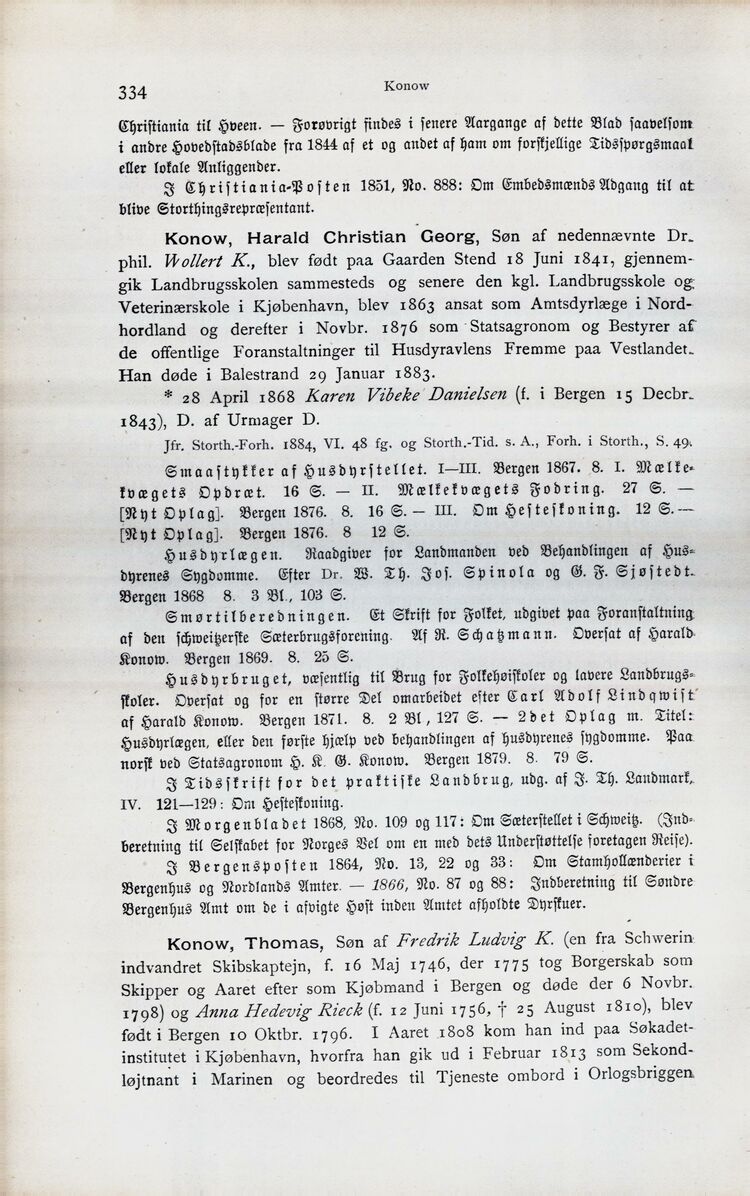 334
Konow
Christiania til Hveen. — Forøvrigt findes i senere Aargange af dette Blad saavelsom
i andre Hovedstadsblade fra 1844 af et og andet af ham om forskjellige Tidsspørgsmaal
eller lokale Anliggender.
I Christiania-Posten 1851, No. 888: Om Embedsmænds Adgang til at
blive Storthingsrepræsentant.
Konow, Harald Christian Georg, Søn af nedennævnte Dr.
phil. Wollert K., blev født paa Gaarden Stend 18 Juni 1841, gjennem-
gik Landbrugsskolen sammesteds og senere den kgl. Landbrugsskole og
Veterinærskole i Kjøbenhavn, blev 1863 ansat som Amtsdyrlæge i Nord-
hordland og derefter i Novbr. 1876 som Statsagronom og Bestyrer af
de offentlige Foranstaltninger til Husdyravlens Fremme paa Vestlandet.
Han døde i Balestrand 29 Januar 1883.
* 28 April 1868 Karen Vibeke Danielsen (f. i Bergen 15 Decbr.
1843), D. af Urmager D.
Jfr. Storth.-Forh. 1884, VI. 48 fg. og Storth.-Tid. s. A., Forh. i Storth., S. 49.
Smaastykker af Husdyrstellet. I—III. Bergen 1867. 8. I. Mælke-
kvægets Opdræt. 16 S. — II. Mælkekvægets Fodring. 27 S. —
[Nyt Oplag]. Bergen 1876. 8. 16 S. — III. Om Hesteskoning. 12 S. —
[Nyt Oplag]. Bergen 1876. 8 12 S.
Husdyrlægen. Raadgiver for Landmanden ved Behandlingen af Hus-
dyrenes Sygdomme. Efter Dr. W. Th. Jos. Spinola og G. F. Sjøstedt.
Bergen 1868 8. 3 Bl., 103 S.
Smørtilberedningen. Et Skrift for Folket, udgivet paa Foranstaltning
af den schweitzerske Sæterbrugsforening. Af R. Schatzmann. Oversat af Harald
Konow. Bergen 1869. 8. 25 S.
Husdyrbruget, væsentlig til Brug for Folkehøiskoler og lavere Landbrugs-
skoler. Oversat og for en større Del omarbeidet efter Carl Adolf Lindqwist
af Harald Konow. Bergen 1871. 8. 2 Bl, 127 S. — 2det Oplag m. Titel:
Husdyrlægen, eller den første hjælp ved behandlingen af husdyrenes sygdomme. Paa
norsk ved Statsagronom H. K. G. Konow. Bergen 1879. 8. 79 S.
I Tidsskrift for det praktiske Landbrug, udg. af J. Th. Landmark,
IV. 121—129: Om Hesteskoning.
I Morgenbladet 1868, No. 109 og 117: Om Sæterstellet i Schweitz. (Ind-
beretning til Selskabet for Norges Vel om en med dets Understøttelse foretagen Reise).
I Bergensposten 1864, No. 13, 22 og 33: Om Stamhollænderier i
Bergenhus og Nordlands Amter. — 1866, No. 87 og 88: Indberetning til Søndre
Bergenhus Amt om de i afvigte Høst inden Amtet afholdte Dyrskuer.
Konow, Thomas, Søn af Fredrik Ludvig K. (en fra Schwerin
indvandret Skibskaptejn, f. 16 Maj 1746, der 1775 tog Borgerskab som
Skipper og Aaret efter som Kjøbmand i Bergen og døde der 6 Novbr.
1798) og Anna Hedevig Rieck (f. 12 Juni 1756, † 25 August 1810), blev
født i Bergen 10 Oktbr. 1796. I Aaret 1808 kom han ind paa Søkadet-
institutet i Kjøbenhavn, hvorfra han gik ud i Februar 1813 som Sekond-
løjtnant i Marinen og beordredes til Tjeneste ombord i Orlogsbriggen